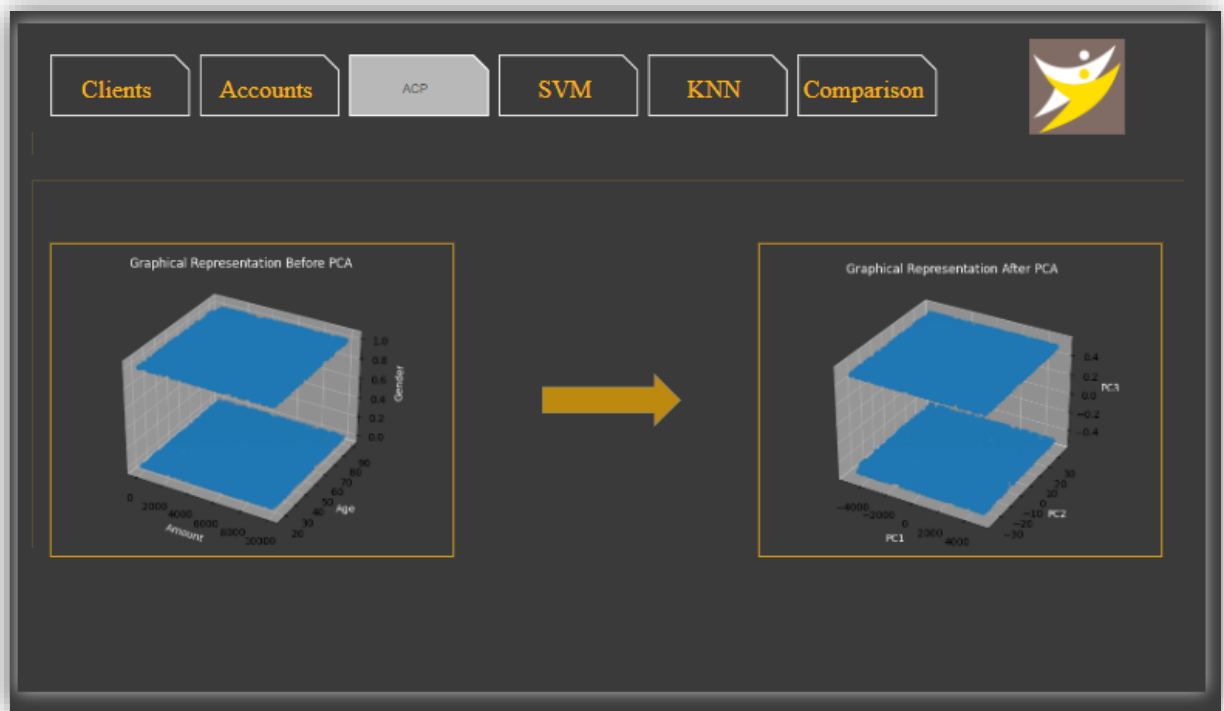 Clients Accounts ACP SVM KNN Comparison
Graphical Representation Before PCA
1.0
0.8
0.6
0.4
0.2
0.0
Gender
90
80
70
60
50
40
30
20
Age
0 2000 4000 6000 8000 10000
Amount
Graphical Representation After PCA
0.4
0.2
0.0
−0.2
−0.4
PC3
30
20
10
0
−10
−20
−30
PC2
−4000 −2000 0 2000 4000
PC1